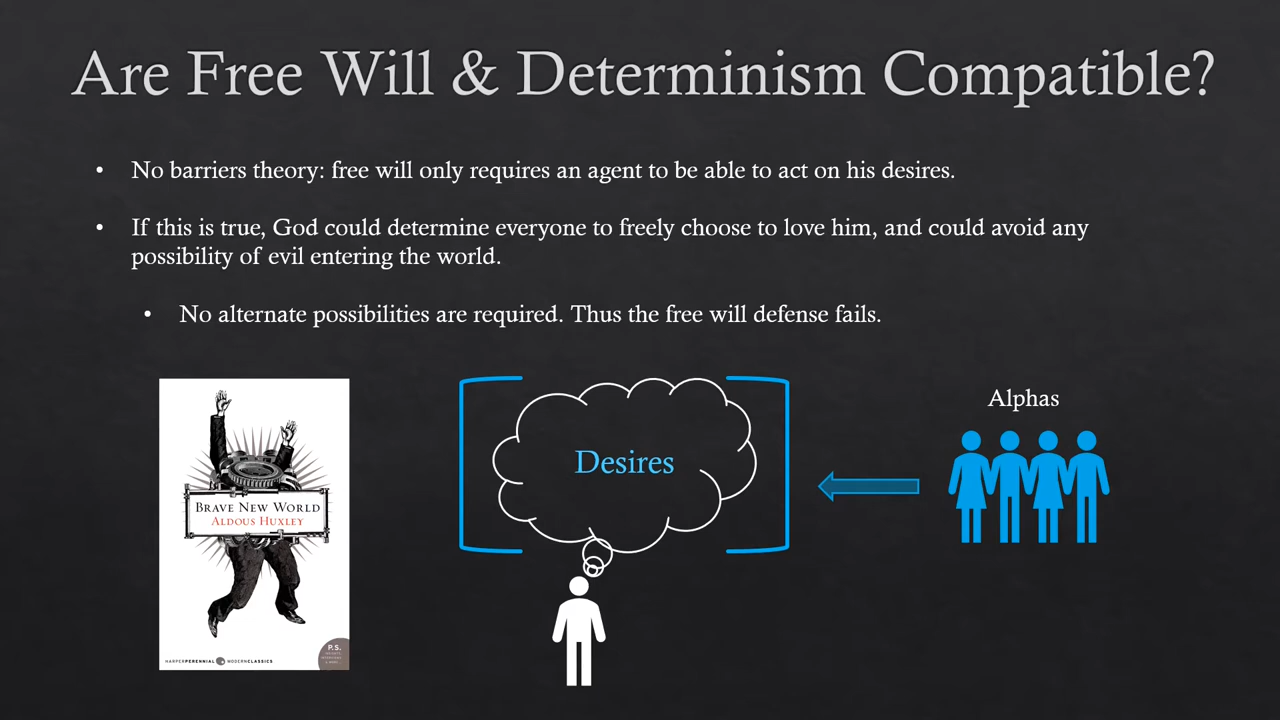 Are Free Will & Determinism Compatible?
• No barriers theory: free will only requires an agent to be able to act on his desires.
• If this is true, God could determine everyone to freely choose to love him, and could avoid any
possibility of evil entering the world.
• No alternate possibilities are required. Thus the free will defense fails.
Alphas
Desires
BRAVE NEW WORLD
ALDOUS HUXLEY
P.S.
HARPERPERENNIAL MODERNCLASSICS